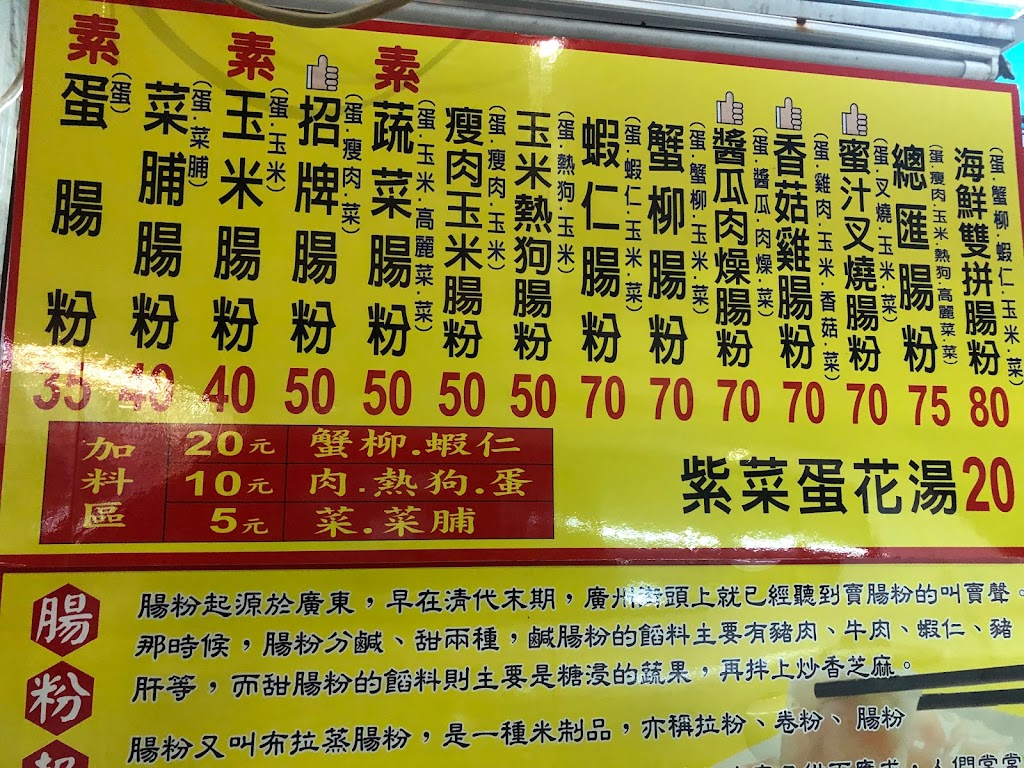 素
蛋腸粉
(蛋)
35
菜脯腸粉
(蛋.菜脯)
40
素
玉米腸粉
(蛋.玉米)
40
招牌腸粉
(蛋.瘦肉.菜)
50
素
蔬菜腸粉
(蛋.玉米.高麗菜.菜)
50
瘦肉玉米腸粉
(蛋.瘦肉.玉米)
50
玉米熱狗腸粉
(蛋.熱狗.玉米)
50
蝦仁腸粉
(蛋.蝦仁.玉米.菜)
70
蟹柳腸粉
(蛋.蟹柳.玉米.菜)
70
醬瓜肉燥腸粉
(蛋.醬瓜肉燥.菜)
70
香菇雞腸粉
(蛋.雞肉.玉米.香菇.菜)
70
蜜汁叉燒腸粉
(蛋.叉燒.玉米.菜)
70
總匯腸粉
(蛋.瘦肉.玉米.熱狗.高麗菜.菜)
75
海鮮雙拼腸粉
(蛋.蟹柳.蝦仁.玉米.菜)
80
加料區
20元 蟹柳.蝦仁
10元 肉.熱狗.蛋
5元 菜.菜脯
紫菜蛋花湯20
腸粉
腸粉起源於廣東，早在清代末期，廣州街頭上就已經聽到賣腸粉的叫賣聲。
那時候，腸粉分鹹、甜兩種，鹹腸粉的餡料主要有豬肉、牛肉、蝦仁、豬
肝等，而甜腸粉的餡料則主要是糖浸的蔬果，再拌上炒香芝麻。
腸粉又叫布拉蒸腸粉，是一種米制品，亦稱拉粉、卷粉、腸粉
，人們常常